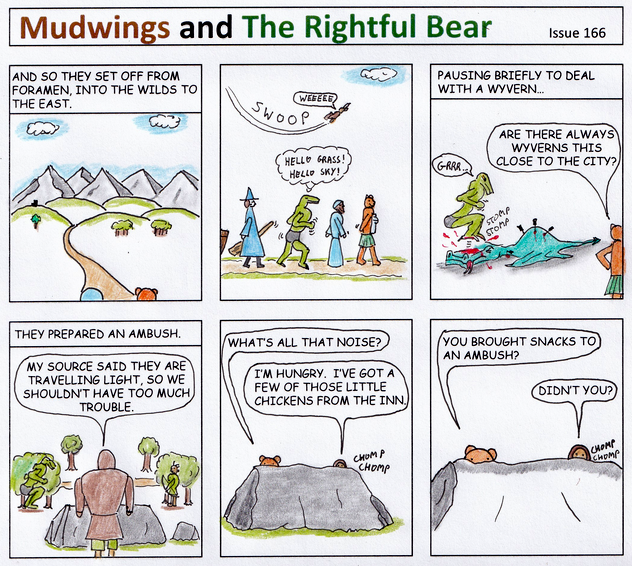 Mudwings and The Rightful Bear
Issue 166
AND SO THEY SET OFF FROM
FORAMEN, INTO THE WILDS TO
THE EAST.
WEEEEE
SWOOP
HELLO GRASS!
HELLO SKY!
PAUSING BRIEFLY TO DEAL
WITH A WYVERN...
ARE THERE ALWAYS
WYVERNS THIS
CLOSE TO THE CITY?
G-RRR...
STOMP
STOMP
THEY PREPARED AN AMBUSH.
MY SOURCE SAID THEY ARE
TRAVELLING LIGHT, SO WE
SHOULDN'T HAVE TOO MUCH
TROUBLE.
WHAT'S ALL THAT NOISE?
I'M HUNGRY. I'VE GOT A
FEW OF THOSE LITTLE
CHICKENS FROM THE INN.
CHOMP
CHOMP
YOU BROUGHT SNACKS TO
AN AMBUSH?
DIDN'T YOU?
CHOMP
CHOMP